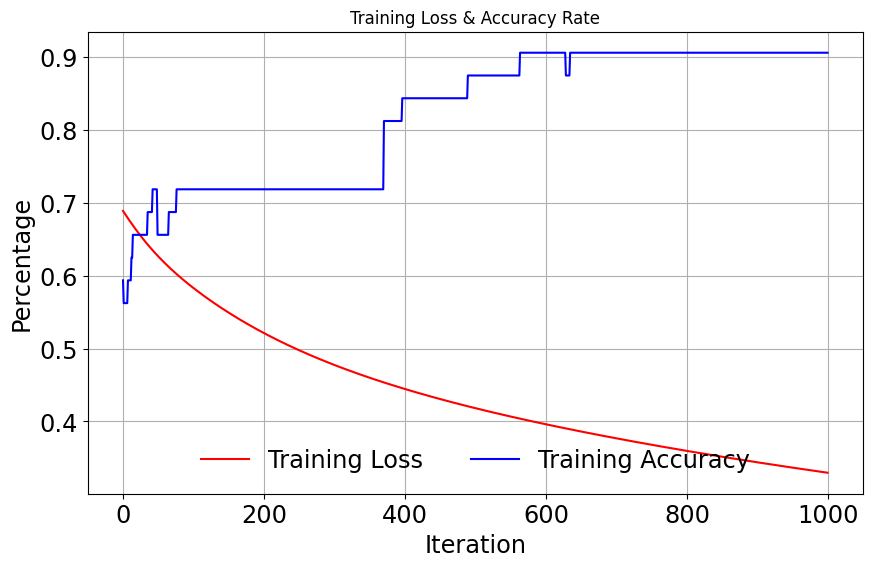 Training Loss & Accuracy Rate
0.9
0.8
0.7
0.6
0.5
0.4
Percentage
Training Loss
Training Accuracy
0 200 400 600 800 1000
Iteration